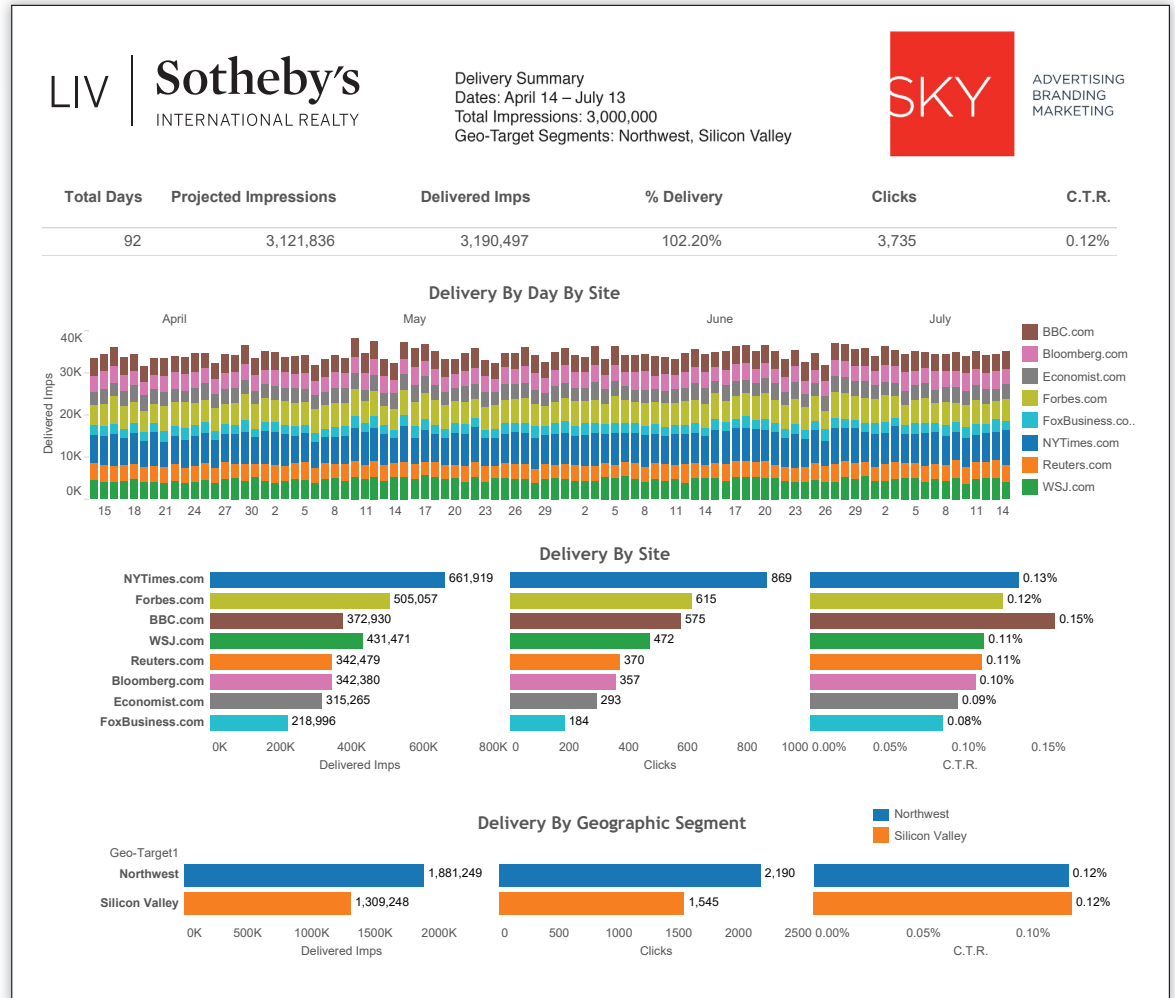 LIV
Sotheby's
INTERNATIONAL REALTY
Delivery Summary
Dates: April 14 – July 13
Total Impressions: 3,000,000
Geo-Target Segments: Northwest, Silicon Valley
SKY
ADVERTISING
BRANDING
MARKETING
Total Days Projected Impressions Delivered Imps % Delivery Clicks C.T.R.
92 3,121,836 3,190,497 102.20% 3,735 0.12%
Delivery By Day By Site
April May June July
Delivered Imps
40K
30K
20K
10K
0K
15 18 21 24 27 30 2 5 8 11 14 17 20 23 26 29 2 5 8 11 14 17 20 23 26 29 2 5 8 11 14
BBC.com
Bloomberg.com
Economist.com
Forbes.com
FoxBusiness.co..
NYTimes.com
Reuters.com
WSJ.com
Delivery By Site
NYTimes.com 661,919 869 0.13%
Forbes.com 505,057 615 0.12%
BBC.com 372,930 575 0.15%
WSJ.com 431,471 472 0.11%
Reuters.com 342,479 370 0.11%
Bloomberg.com 342,380 357 0.10%
Economist.com 315,265 293 0.09%
FoxBusiness.com 218,996 184 0.08%
0K 200K 400K 600K 800K 0 200 400 600 800 1000 0.00% 0.05% 0.10% 0.15%
Delivered Imps Clicks C.T.R.
Delivery By Geographic Segment
Northwest
Silicon Valley
Geo-Target1
Northwest 1,881,249 2,190 0.12%
Silicon Valley 1,309,248 1,545 0.12%
0K 500K 1000K 1500K 2000K 0 500 1000 1500 2000 2500 0.00% 0.05% 0.10%
Delivered Imps Clicks C.T.R.